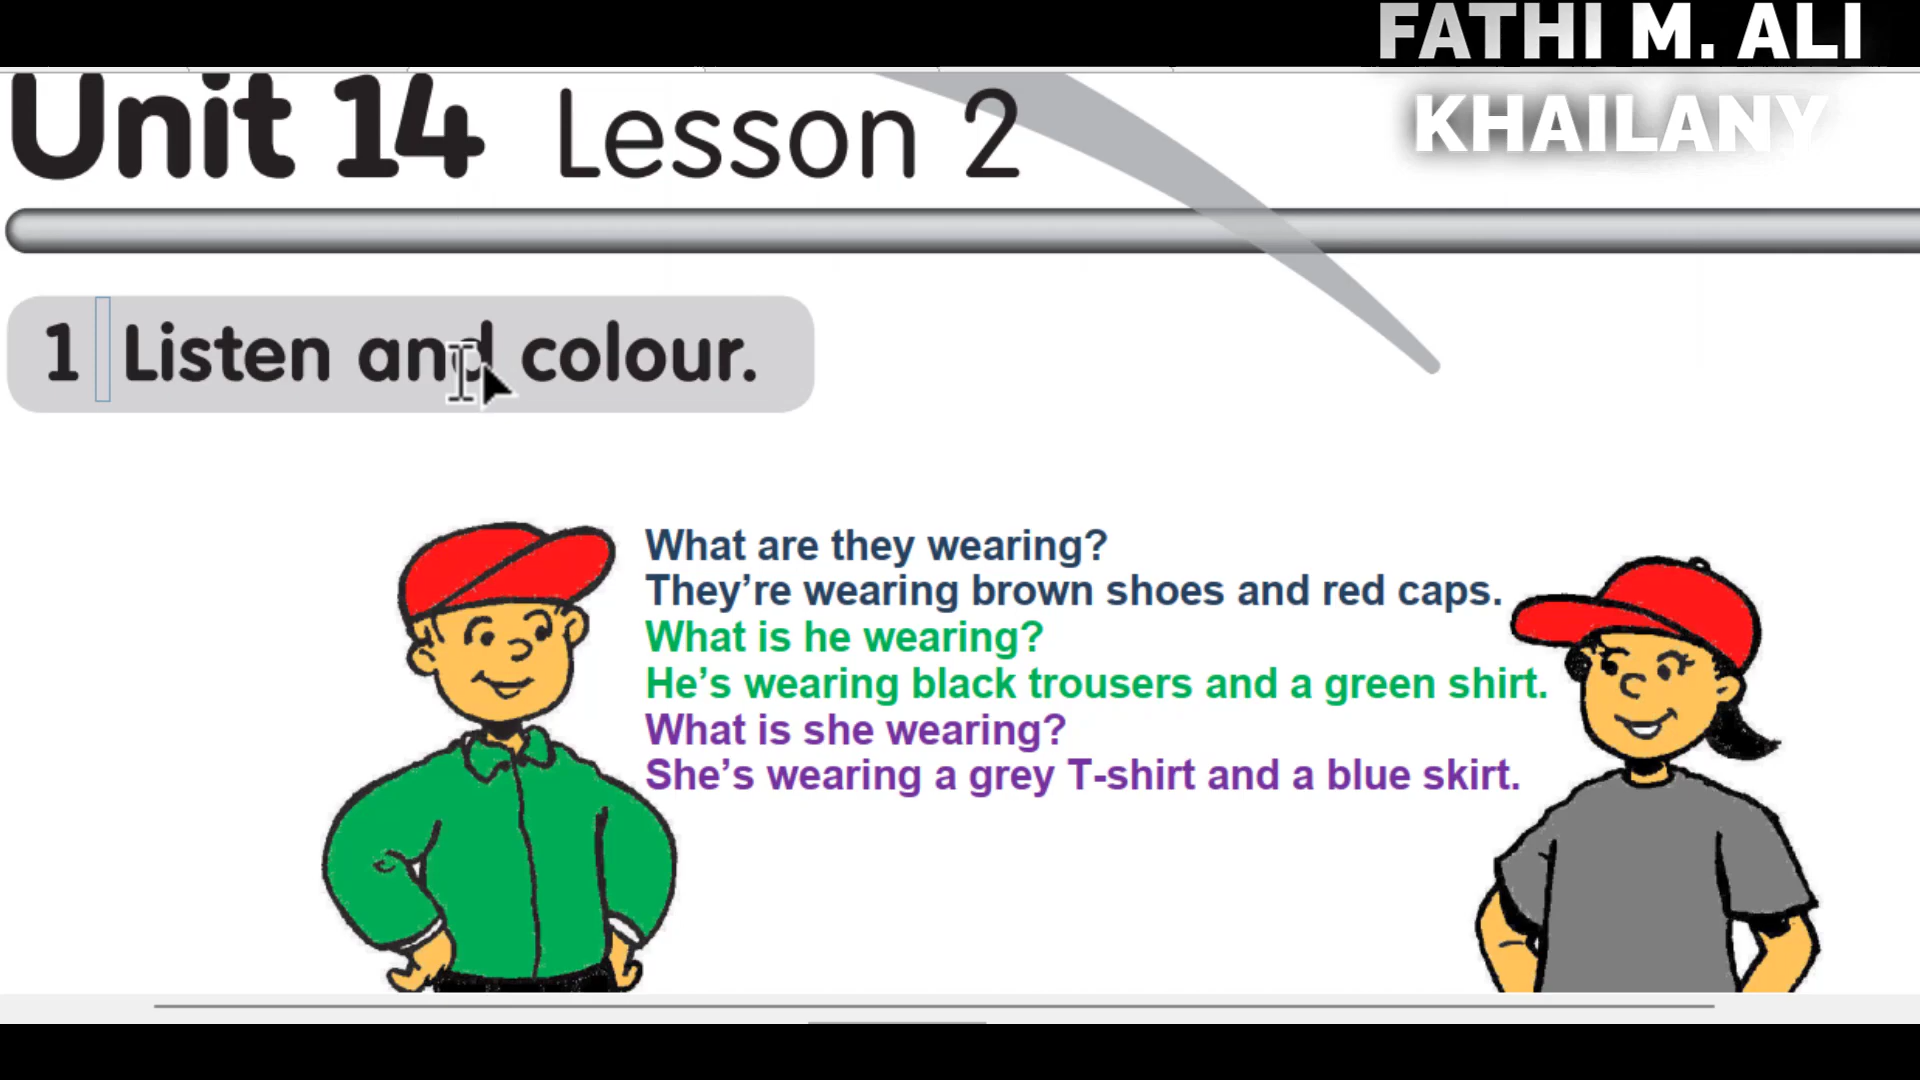 FATHI M. ALI
KHAILANY
Unit 14 Lesson 2
1 Listen and colour.
What are they wearing?
They’re wearing brown shoes and red caps.
What is he wearing?
He’s wearing black trousers and a green shirt.
What is she wearing?
She’s wearing a grey T-shirt and a blue skirt.